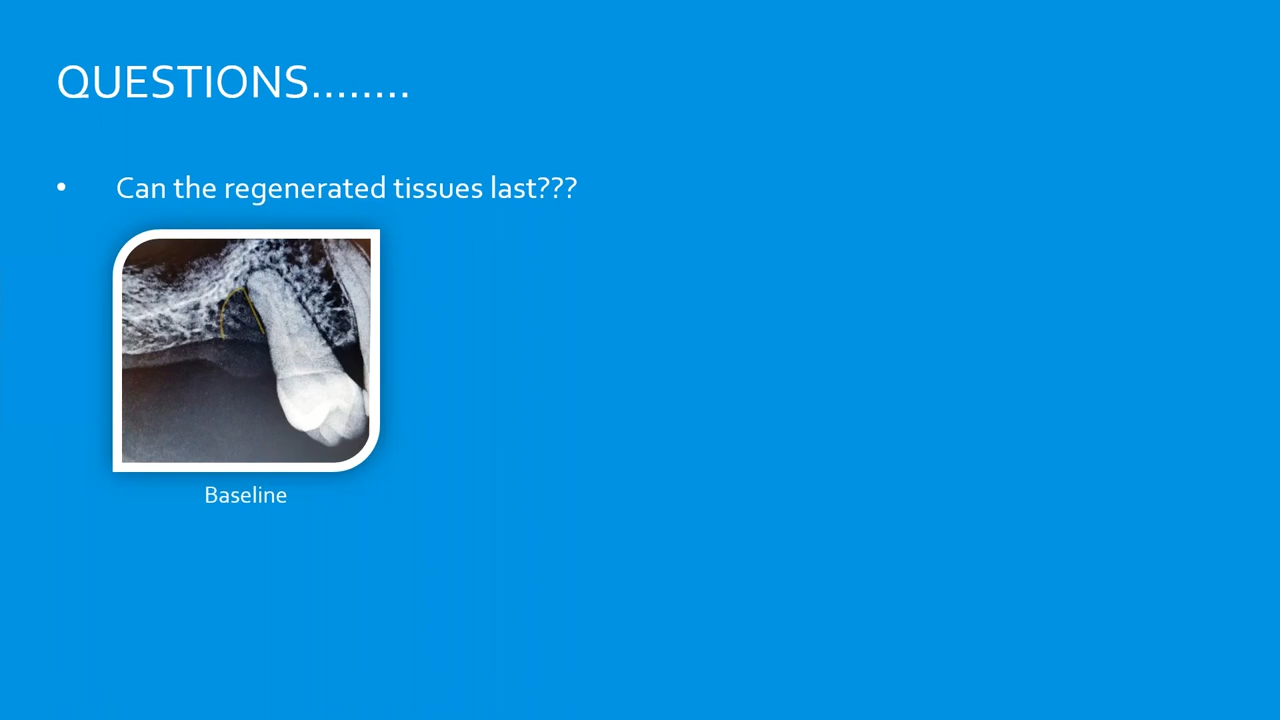 QUESTIONS........
• Can the regenerated tissues last???
Baseline